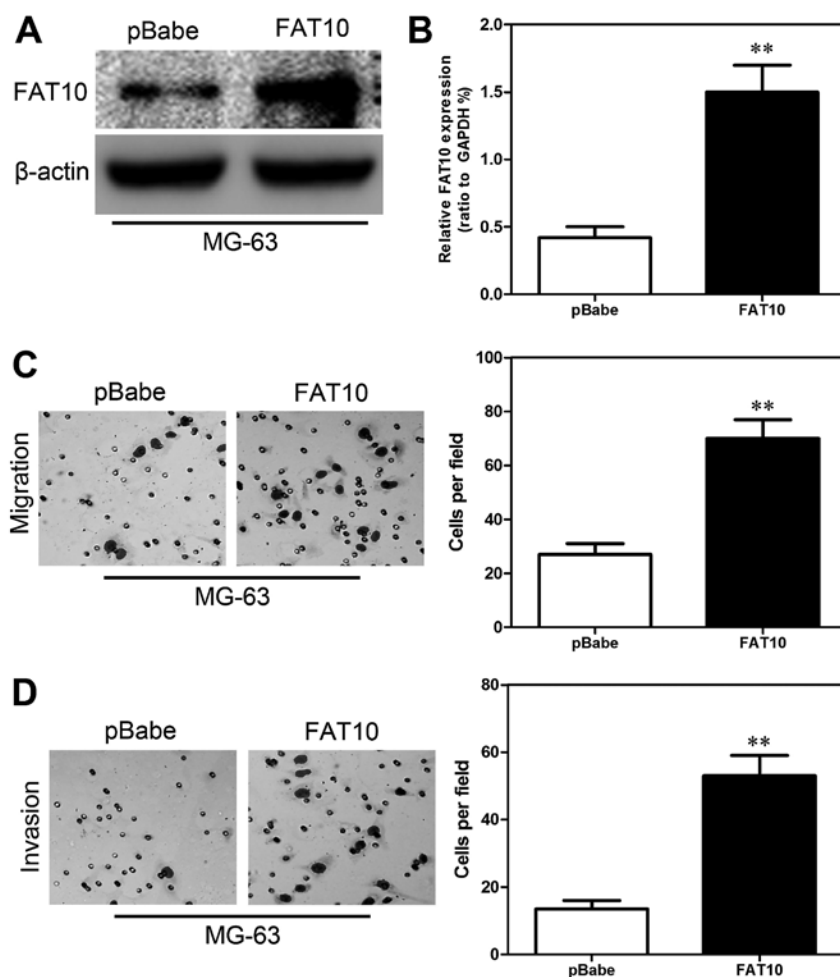 A
pBabe FAT10
FAT10
β-actin
MG-63
B
Relative FAT10 expression
(ratio to GAPDH %)
2.0
1.5
1.0
0.5
0.0
**
pBabe FAT10
C
pBabe FAT10
Migration
MG-63
Cells per field
100
80
60
40
20
0
**
pBabe FAT10
D
pBabe FAT10
Invasion
MG-63
Cells per field
80
60
40
20
0
**
pBabe FAT10